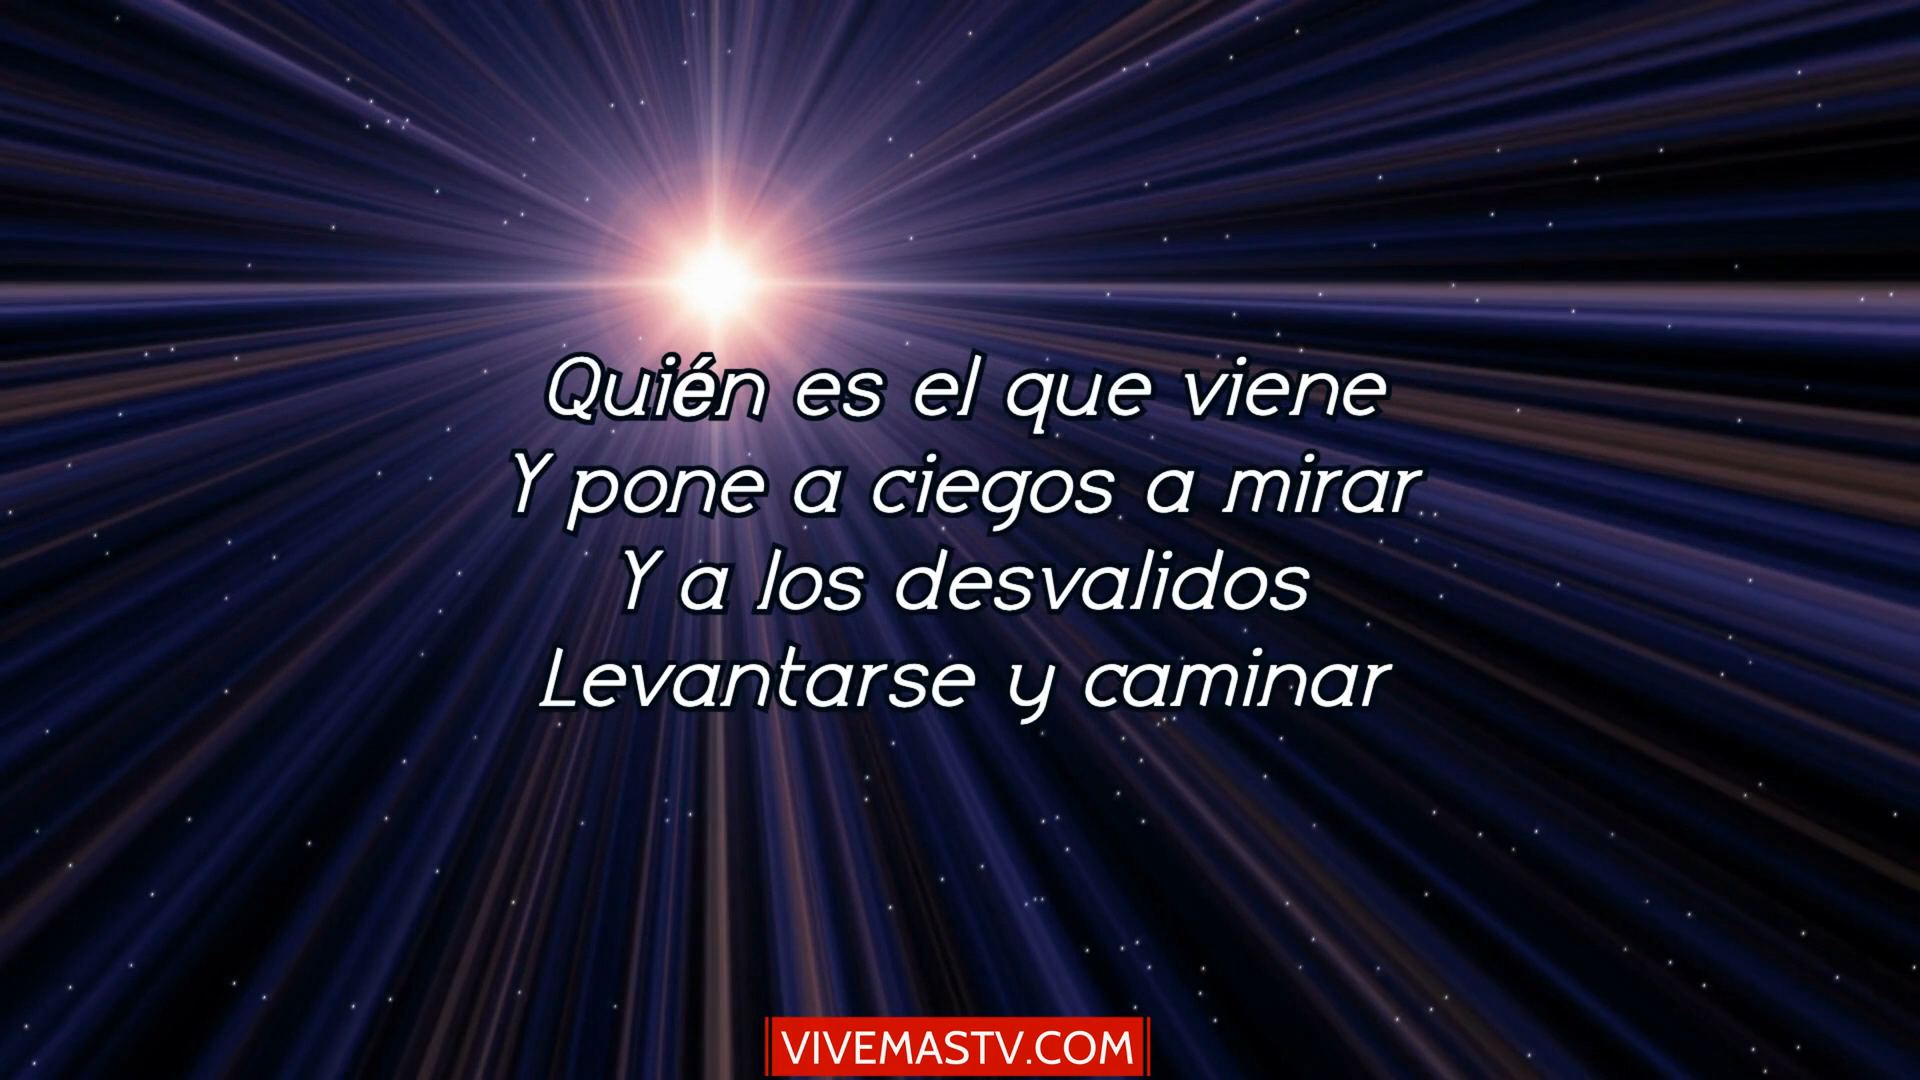 Quién es el que viene
Y pone a ciegos a mirar
Y a los desvalidos
Levantarse y caminar
VIVEMASTV.COM